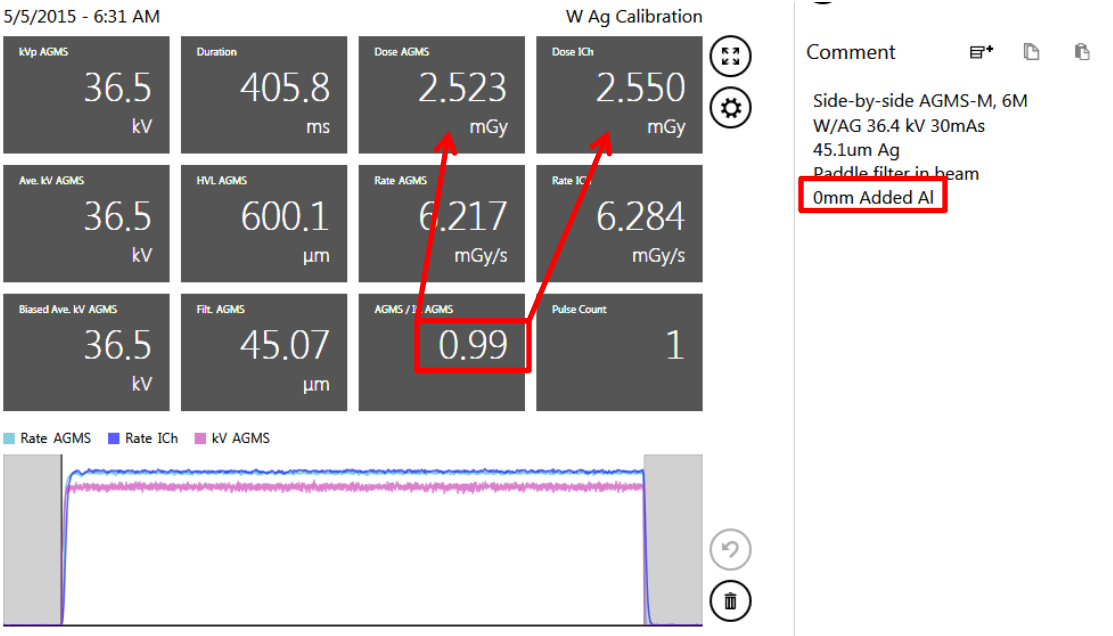 5/5/2015 - 6:31 AM W Ag Calibration
kVp AGMS
36.5
kV
Duration
405.8
ms
Dose AGMS
2.523
mGy
Dose ICh
2.550
mGy
Ave. kV AGMS
36.5
kV
HVL AGMS
600.1
µm
Rate AGMS
6.217
mGy/s
Rate ICh
6.284
mGy/s
Biased Ave. kV AGMS
36.5
kV
Filt. AGMS
45.07
µm
AGMS / AGMS
0.99
Pulse Count
1
Rate AGMS Rate ICh kV AGMS
Comment
Side-by-side AGMS-M, 6M
W/AG 36.4 kV 30mAs
45.1um Ag
Paddle filter in beam
0mm Added Al